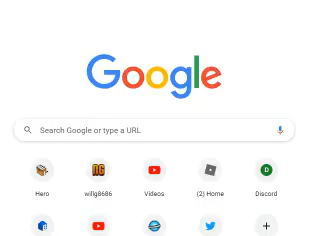 Google
Search Google or type a URL
Hero
willg8686
Videos
(2) Home
Discord